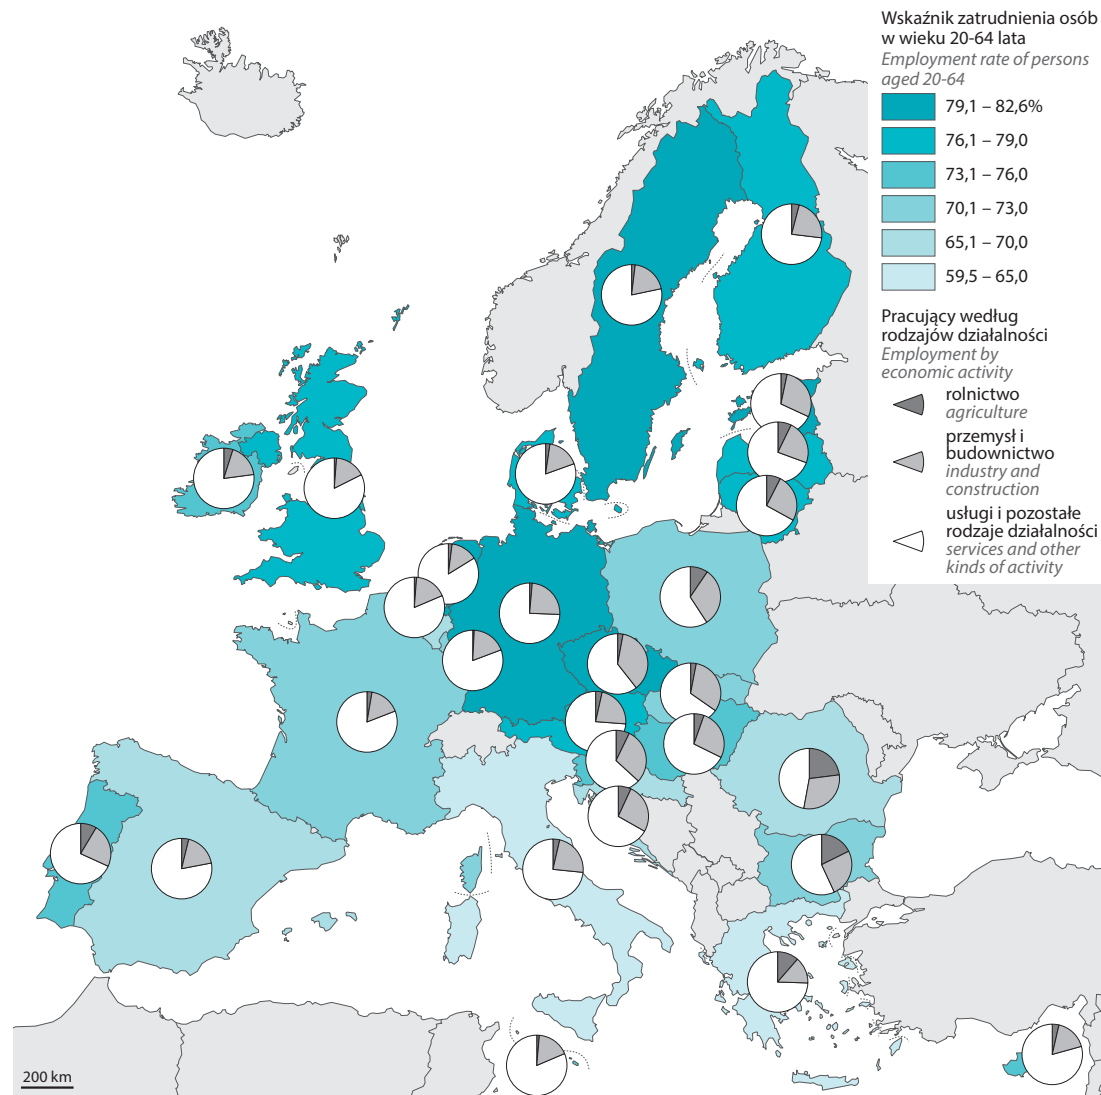 Wskaźnik zatrudnienia osób
w wieku 20-64 lata
Employment rate of persons
aged 20-64
79,1 – 82,6%
76,1 – 79,0
73,1 – 76,0
70,1 – 73,0
65,1 – 70,0
59,5 – 65,0
Pracujący według
rodzajów działalności
Employment by
economic activity
rolnictwo
agriculture
przemysł i
budownictwo
industry and
construction
usługi i pozostałe
rodzaje działalności
services and other
kinds of activity
200 km